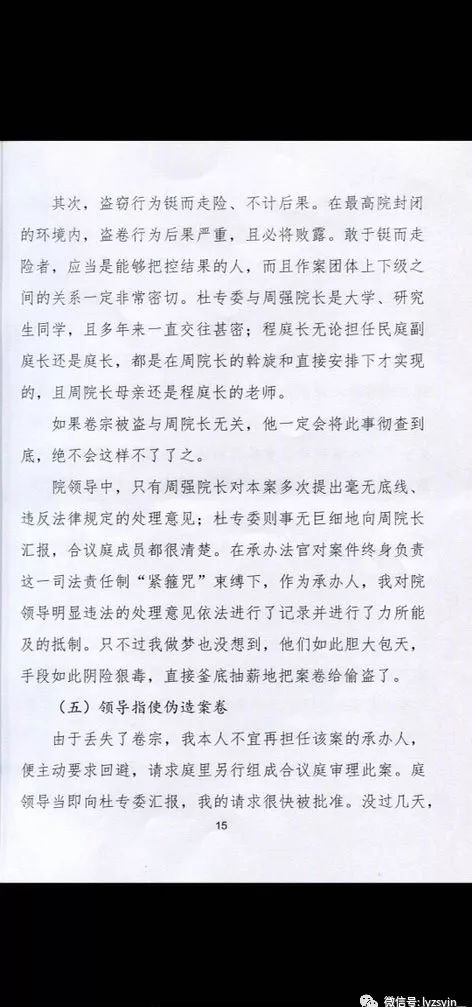 其次，盗窃行为铤而走险、不计后果。在最高院封闭
的环境内，盗卷行为后果严重，且必将败露。敢于铤而走
险者，应当是能够把控结果的人，而且作案团体上下级之
间的关系一定非常密切。杜专委与周强院长是大学、研究
生同学，且多年来一直交往甚密；程庭长无论担任民庭副
庭长还是庭长，都是在周院长的斡旋和直接安排下才实现
的，且周院长母亲还是程庭长的老师。
如果卷宗被盗与周院长无关，他一定会将此事彻查到
底，绝不会这样不了了之。
院领导中，只有周强院长对本案多次提出毫无底线、
违反法律规定的处理意见；杜专委则事无巨细地向周院长
汇报，合议庭成员都很清楚。在承办法官对案件终身负责
这一司法责任制“紧箍咒”束缚下，作为承办人，我对院
领导明显违法的处理意见依法进行了记录并进行了力所能
及的抵制。只不过我做梦也没想到，他们如此胆大包天，
手段如此阴险狠毒，直接釜底抽薪地把案卷给偷盗了。
（五）领导指使伪造案卷
由于丢失了卷宗，我本人不宜再担任该案的承办人，
便主动要求回避，请求庭里另行组成合议庭审理此案。庭
领导当即向杜专委汇报，我的请求很快被批准。没过几天，
15
微信号: lyzsyjn